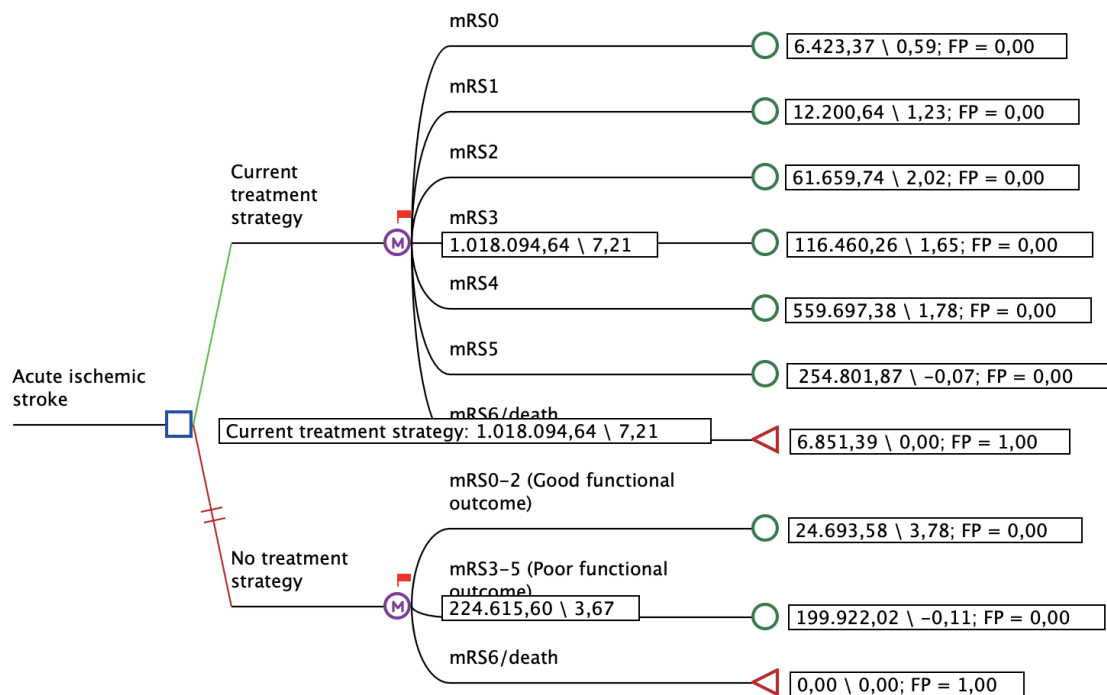 mRS0
6.423,37 \ 0,59; FP = 0,00
mRS1
12.200,64 \ 1,23; FP = 0,00
mRS2
61.659,74 \ 2,02; FP = 0,00
Current
treatment
strategy
M
mRS3
1.018.094,64 \ 7,21
116.460,26 \ 1,65; FP = 0,00
mRS4
559.697,38 \ 1,78; FP = 0,00
mRS5
254.801,87 \ -0,07; FP = 0,00
Acute ischemic
stroke
mRS6/death
Current treatment strategy: 1.018.094,64 \ 7,21
6.851,39 \ 0,00; FP = 1,00
mRS0-2 (Good functional
outcome)
24.693,58 \ 3,78; FP = 0,00
No treatment
strategy
M
mRS3-5 (Poor functional
outcome)
224.615,60 \ 3,67
199.922,02 \ -0,11; FP = 0,00
mRS6/death
0,00 \ 0,00; FP = 1,00